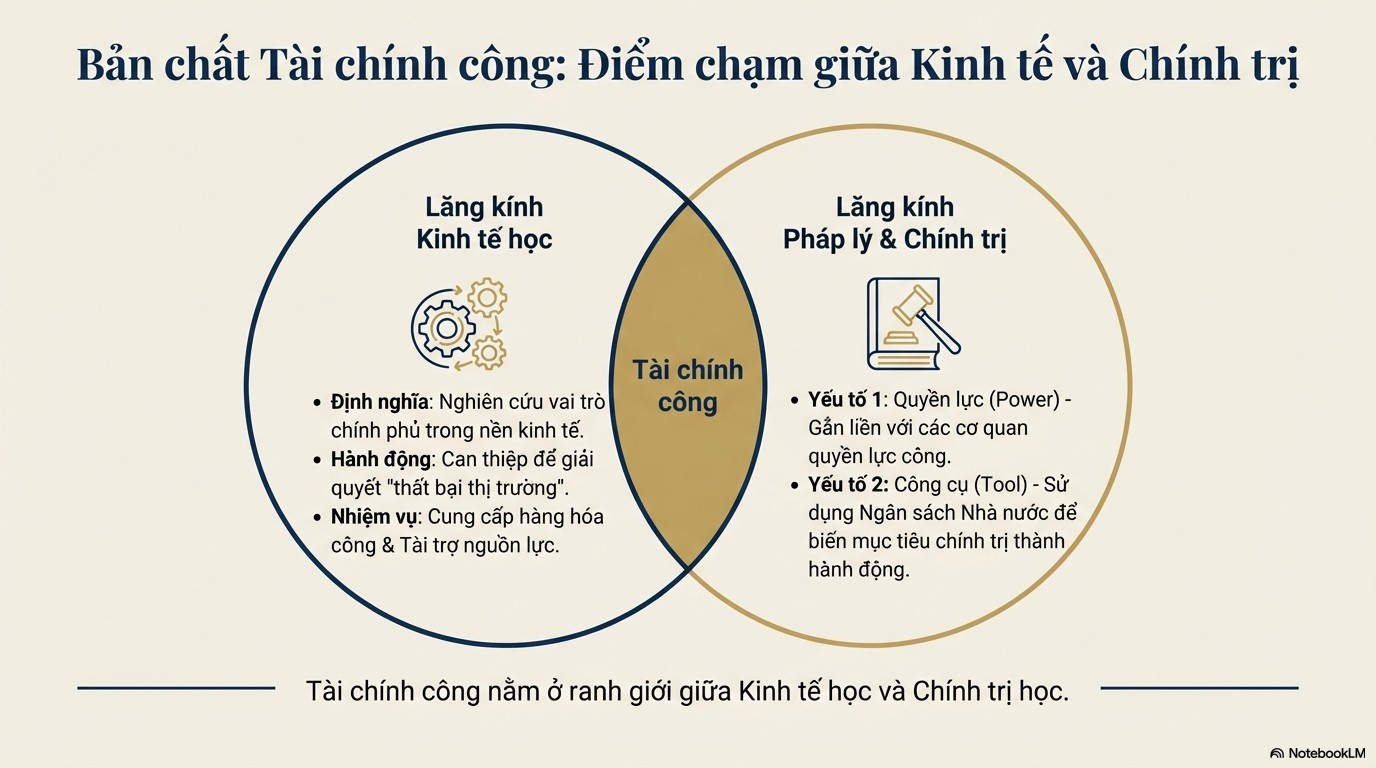 Bản chất Tài chính công: Điểm chạm giữa Kinh tế và Chính trị
Lăng kính
Kinh tế học
• Định nghĩa: Nghiên cứu vai trò
chính phủ trong nền kinh tế.
• Hành động: Can thiệp để giải
quyết "thất bại thị trường".
• Nhiệm vụ: Cung cấp hàng hóa
công & Tài trợ nguồn lực.
Tài chính
công
Lăng kính
Pháp lý & Chính trị
• Yếu tố 1: Quyền lực (Power) -
Gắn liền với các cơ quan
quyền lực công.
• Yếu tố 2: Công cụ (Tool) - Sử
dụng Ngân sách Nhà nước để
biến mục tiêu chính trị thành
hành động.
Tài chính công nằm ở ranh giới giữa Kinh tế học và Chính trị học.
NotebookLM